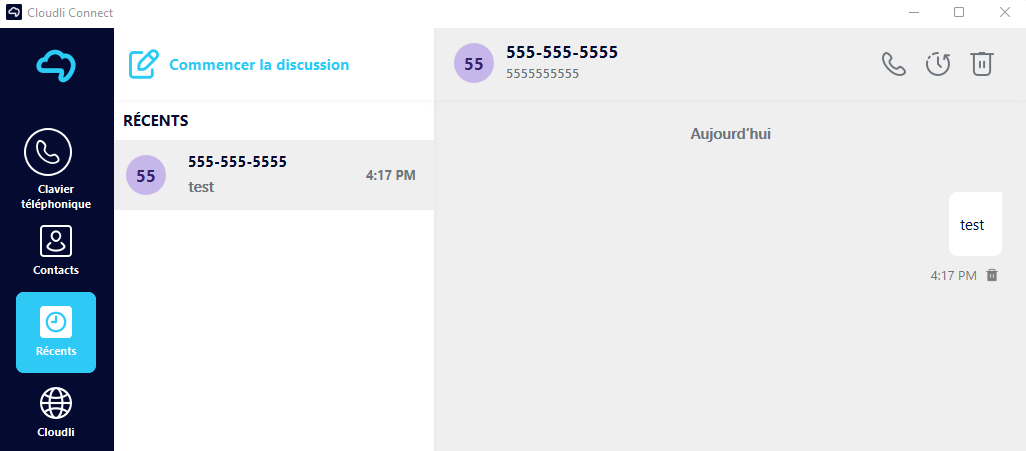 Cloudli Connect
Clavier
téléphonique
Contacts
Récents
Cloudli
Commencer la discussion
RÉCENTS
55
555-555-5555
test
4:17 PM
55
555-555-5555
5555555555
Aujourd’hui
test
4:17 PM